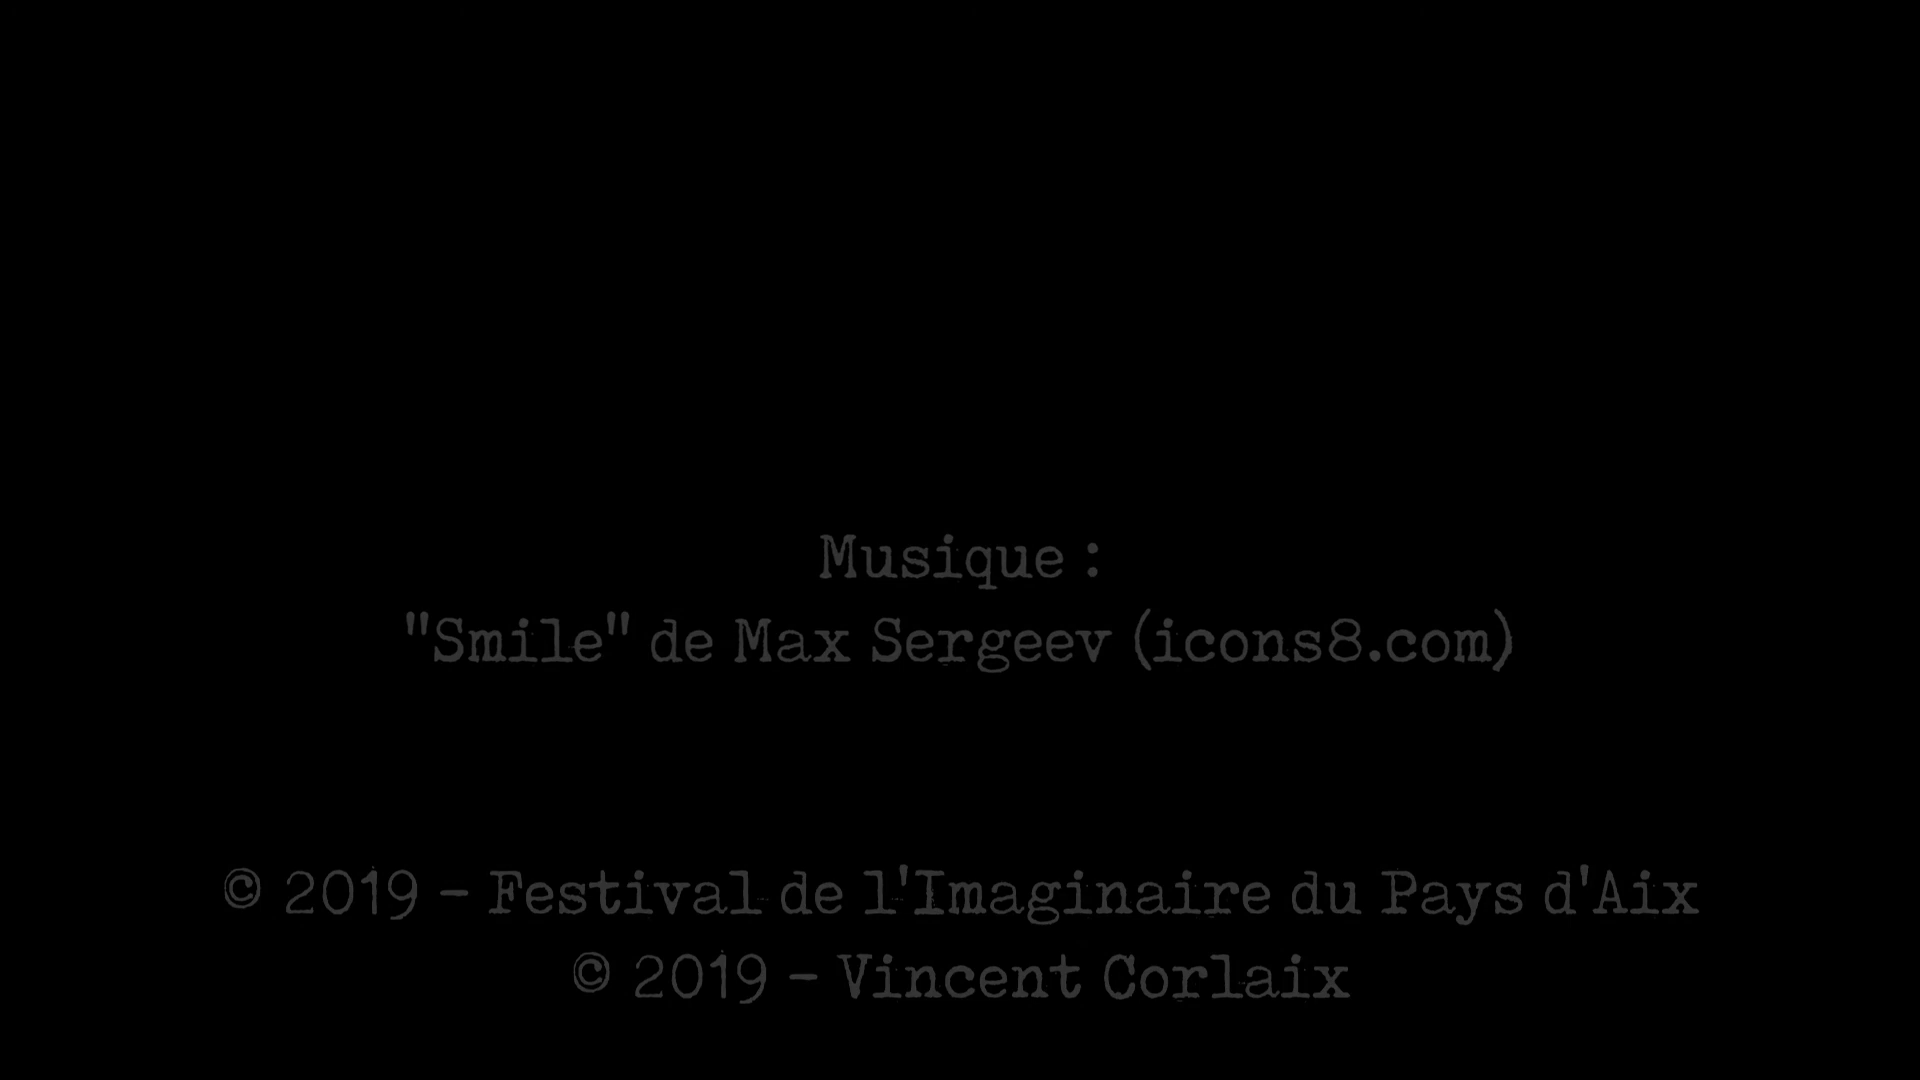 Musique :
"Smile" de Max Sergeev (icons8.com)
© 2019 - Festival de l'Imaginaire du Pays d'Aix
© 2019 - Vincent Corlaix